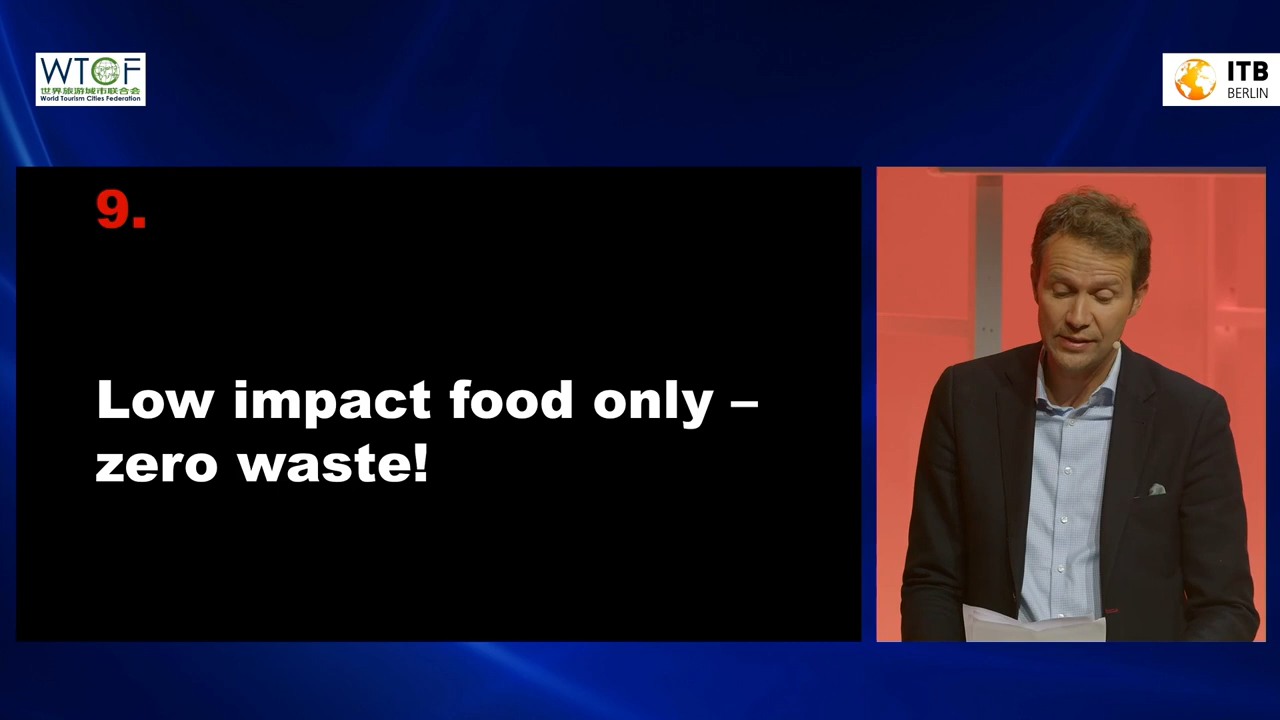 WTCF
世界旅游城市联合会
World Tourism Cities Federation
ITB
BERLIN
9.
Low impact food only –
zero waste!